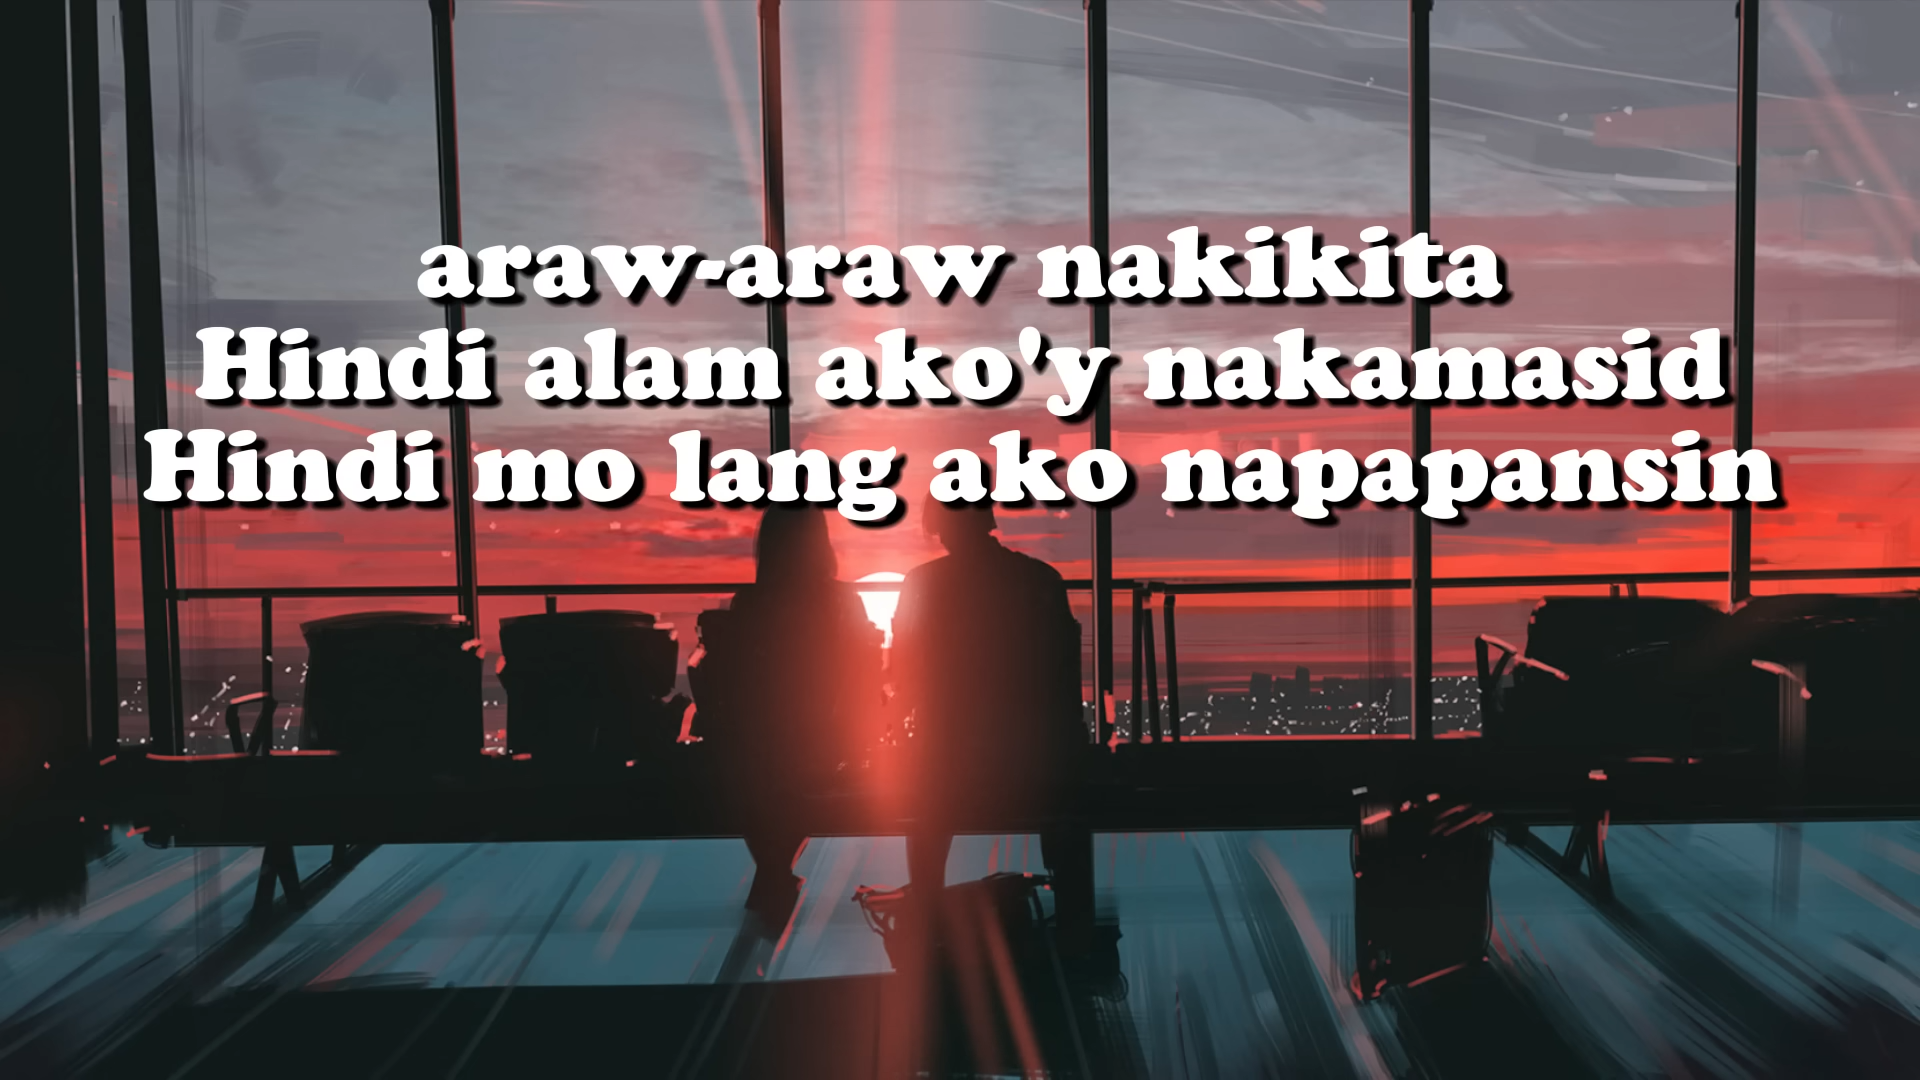 araw-araw nakikita
Hindi alam ako'y nakamasid
Hindi mo lang ako napapansin